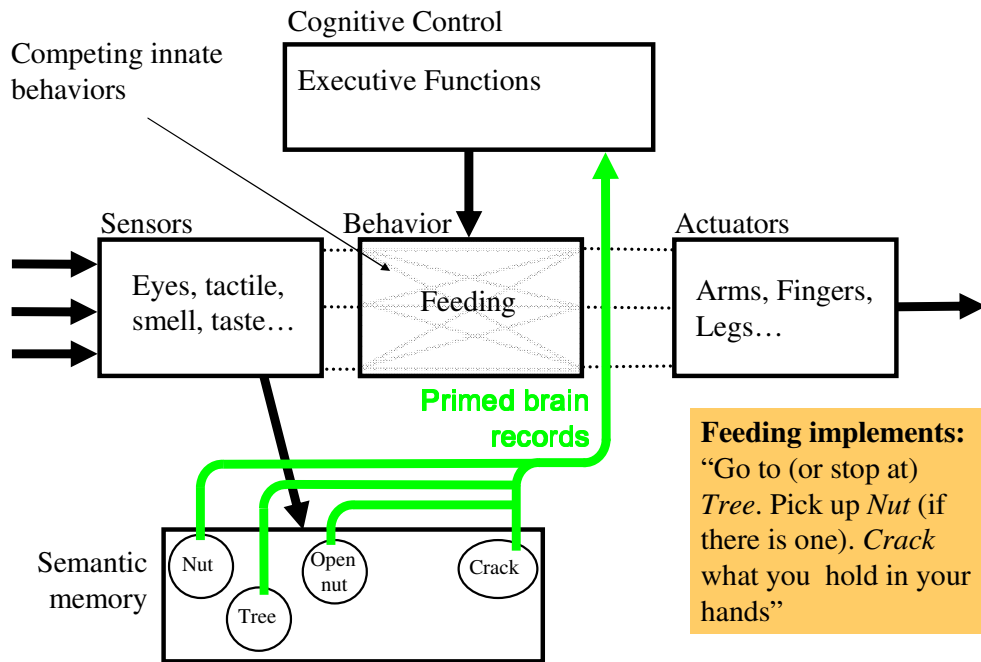 Cognitive Control
Competing innate
behaviors
Executive Functions
Sensors
Behavior
Actuators
Eyes, tactile,
smell, taste…
Feeding
Arms, Fingers,
Legs…
Primed brain
records
Feeding implements:
“Go to (or stop at)
Tree. Pick up Nut (if
there is one). Crack
what you hold in your
hands”
Semantic
memory
Nut
Tree
Open
nut
Crack